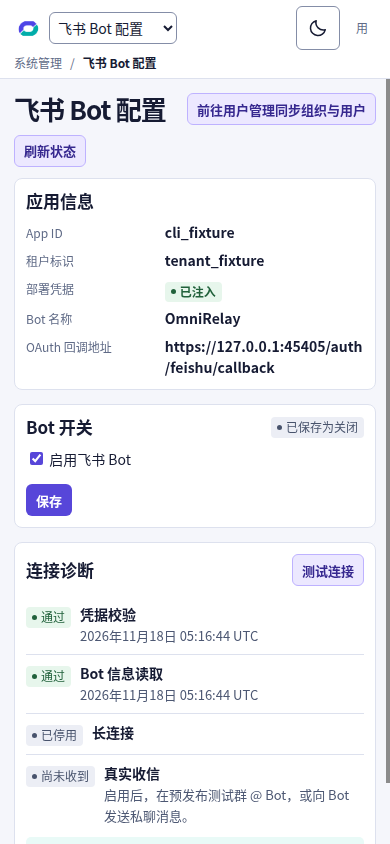 飞书 Bot 配置
用
系统管理 / 飞书 Bot 配置
飞书 Bot 配置
前往用户管理同步组织与用户
刷新状态
应用信息
App ID cli_fixture
租户标识 tenant_fixture
部署凭据 已注入
Bot 名称 OmniRelay
OAuth 回调地址 https://127.0.0.1:45405/auth
/feishu/callback
Bot 开关 已保存为关闭
启用飞书 Bot
保存
连接诊断 测试连接
通过 凭据校验
2026年11月18日 05:16:44 UTC
通过 Bot 信息读取
2026年11月18日 05:16:44 UTC
已停用 长连接
尚未收到 真实收信
启用后，在预发布测试群 @ Bot，或向 Bot
发送私聊消息。